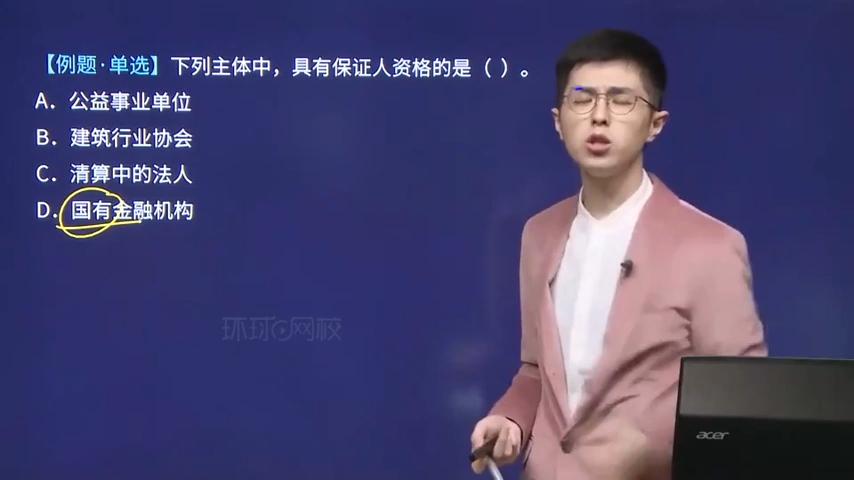 【例题·单选】下列主体中，具有保证人资格的是（ ）。
A. 公益事业单位
B. 建筑行业协会
C. 清算中的法人
D. 国有金融机构
环球网校
acer